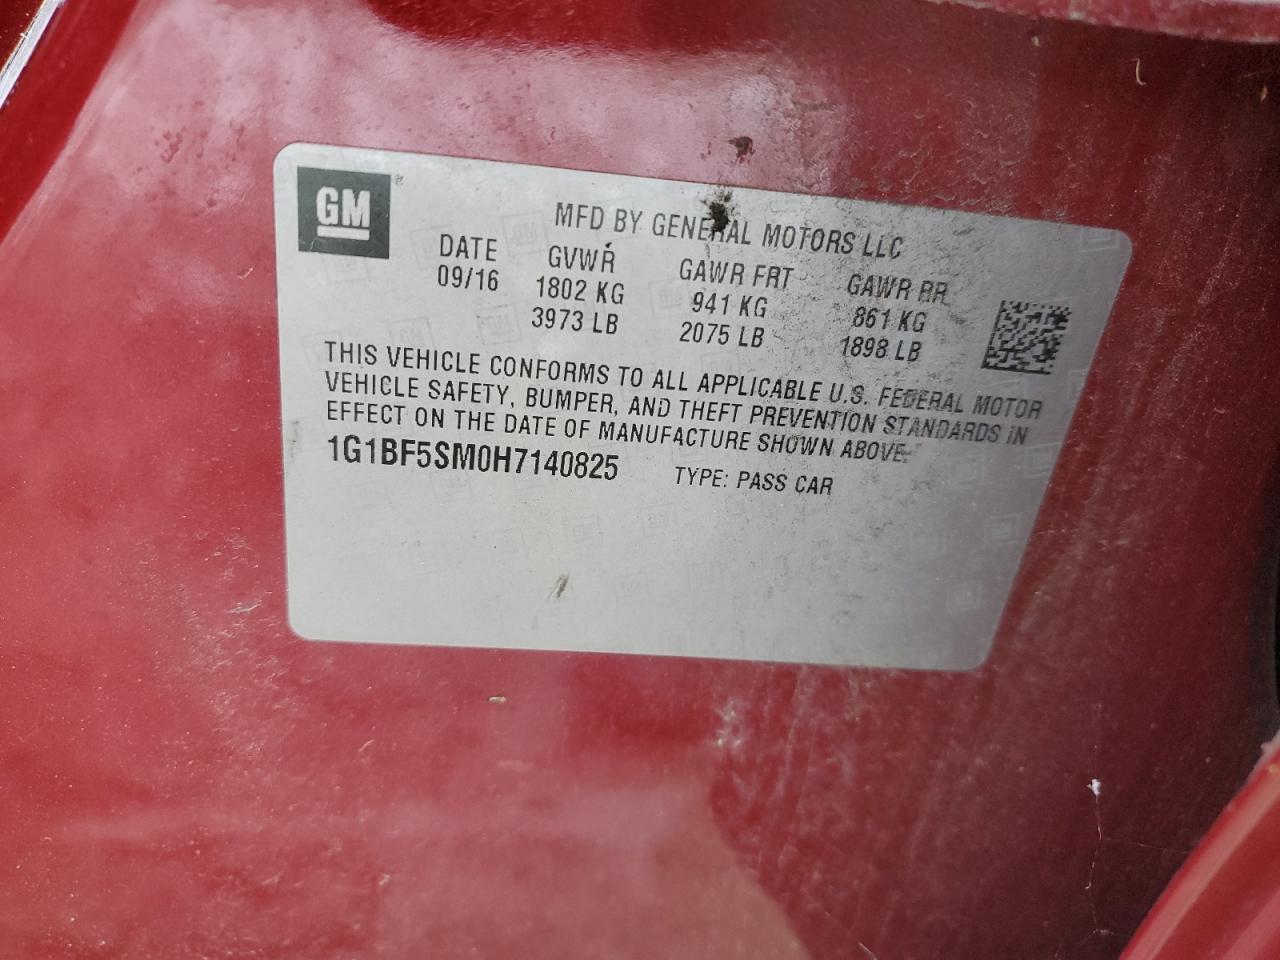 GM
MFD BY GENERAL MOTORS LLC
DATE GVWR GAWR FRT GAWR RR
09/16 1802 KG 941 KG 861 KG
3973 LB 2075 LB 1898 LB
THIS VEHICLE CONFORMS TO ALL APPLICABLE U.S. FEDERAL MOTOR
VEHICLE SAFETY, BUMPER, AND THEFT PREVENTION STANDARDS IN
EFFECT ON THE DATE OF MANUFACTURE SHOWN ABOVE.
1G1BF5SM0H7140825 TYPE: PASS CAR